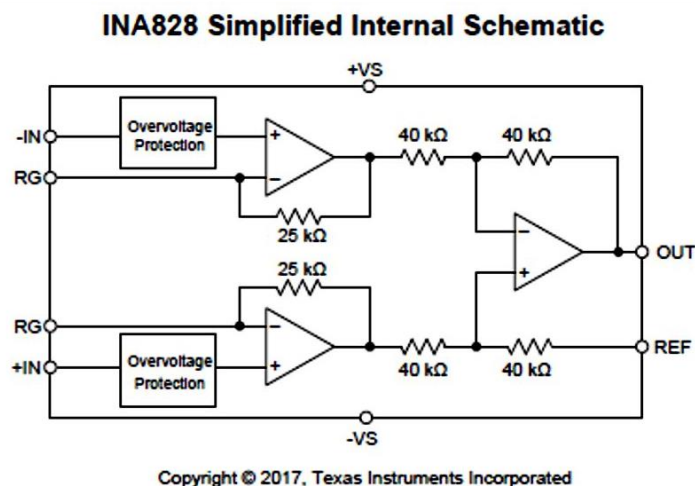 INA828 Simplified Internal Schematic
+VS
-IN
Overvoltage
Protection
+
40 kΩ
40 kΩ
RG
−
25 kΩ
−
+
OUT
25 kΩ
RG
−
+IN
Overvoltage
Protection
+
40 kΩ
40 kΩ
REF
-VS
Copyright © 2017, Texas Instruments Incorporated